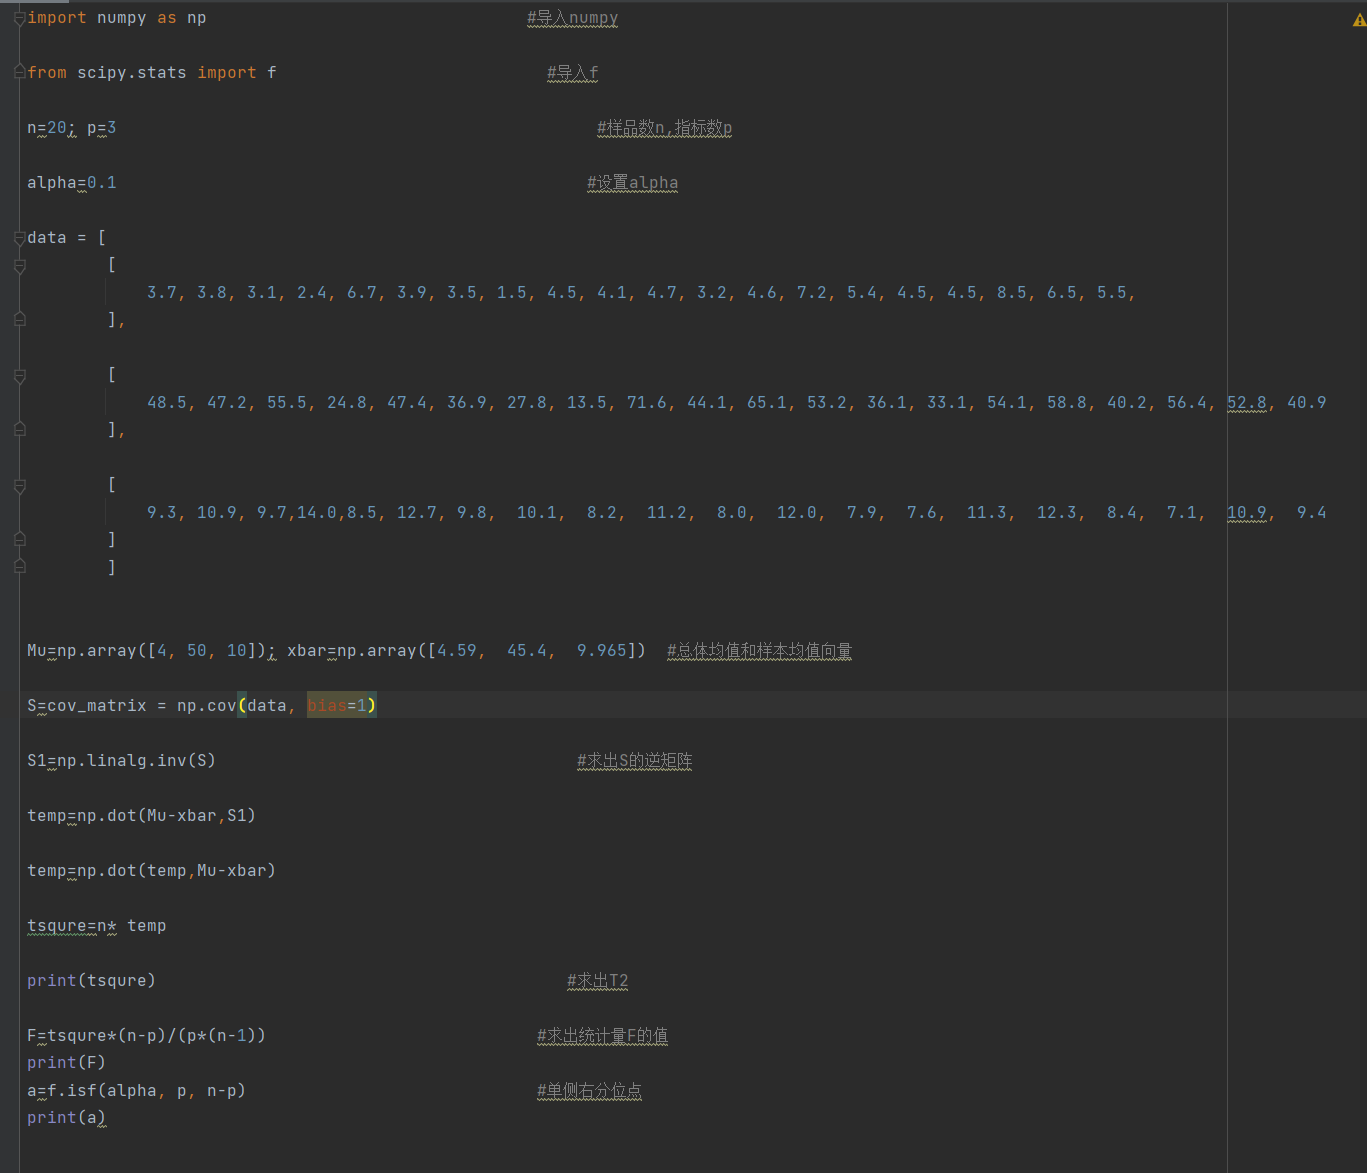 import numpy as np #导入numpy
from scipy.stats import f #导入f
n=20; p=3 #样品数n,指标数p
alpha=0.1 #设置alpha
data = [
[
3.7, 3.8, 3.1, 2.4, 6.7, 3.9, 3.5, 1.5, 4.5, 4.1, 4.7, 3.2, 4.6, 7.2, 5.4, 4.5, 4.5, 8.5, 6.5, 5.5,
],
[
48.5, 47.2, 55.5, 24.8, 47.4, 36.9, 27.8, 13.5, 71.6, 44.1, 65.1, 53.2, 36.1, 33.1, 54.1, 58.8, 40.2, 56.4, 52.8, 40.9
],
[
9.3, 10.9, 9.7,14.0,8.5, 12.7, 9.8, 10.1, 8.2, 11.2, 8.0, 12.0, 7.9, 7.6, 11.3, 12.3, 8.4, 7.1, 10.9, 9.4
]
]
Mu=np.array([4, 50, 10]); xbar=np.array([4.59, 45.4, 9.965]) #总体均值和样本均值向量
S=cov_matrix = np.cov(data, bias=1)
S1=np.linalg.inv(S) #求出S的逆矩阵
temp=np.dot(Mu-xbar,S1)
temp=np.dot(temp,Mu-xbar)
tsqure=n* temp
print(tsqure) #求出T2
F=tsqure*(n-p)/(p*(n-1)) #求出统计量F的值
print(F)
a=f.isf(alpha, p, n-p) #单侧右分位点
print(a)